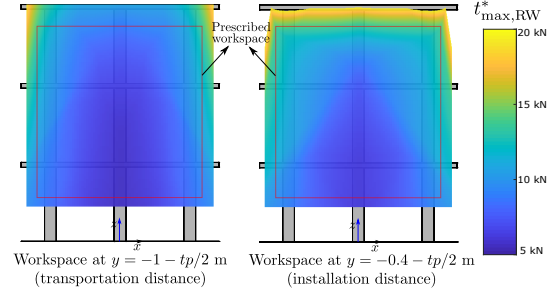 t*max,RW
Prescribed
workspace
20 kN
15 kN
10 kN
5 kN
z
x
z
x
Workspace at y = −1 − tp/2 m
(transportation distance)
Workspace at y = −0.4 − tp/2 m
(installation distance)